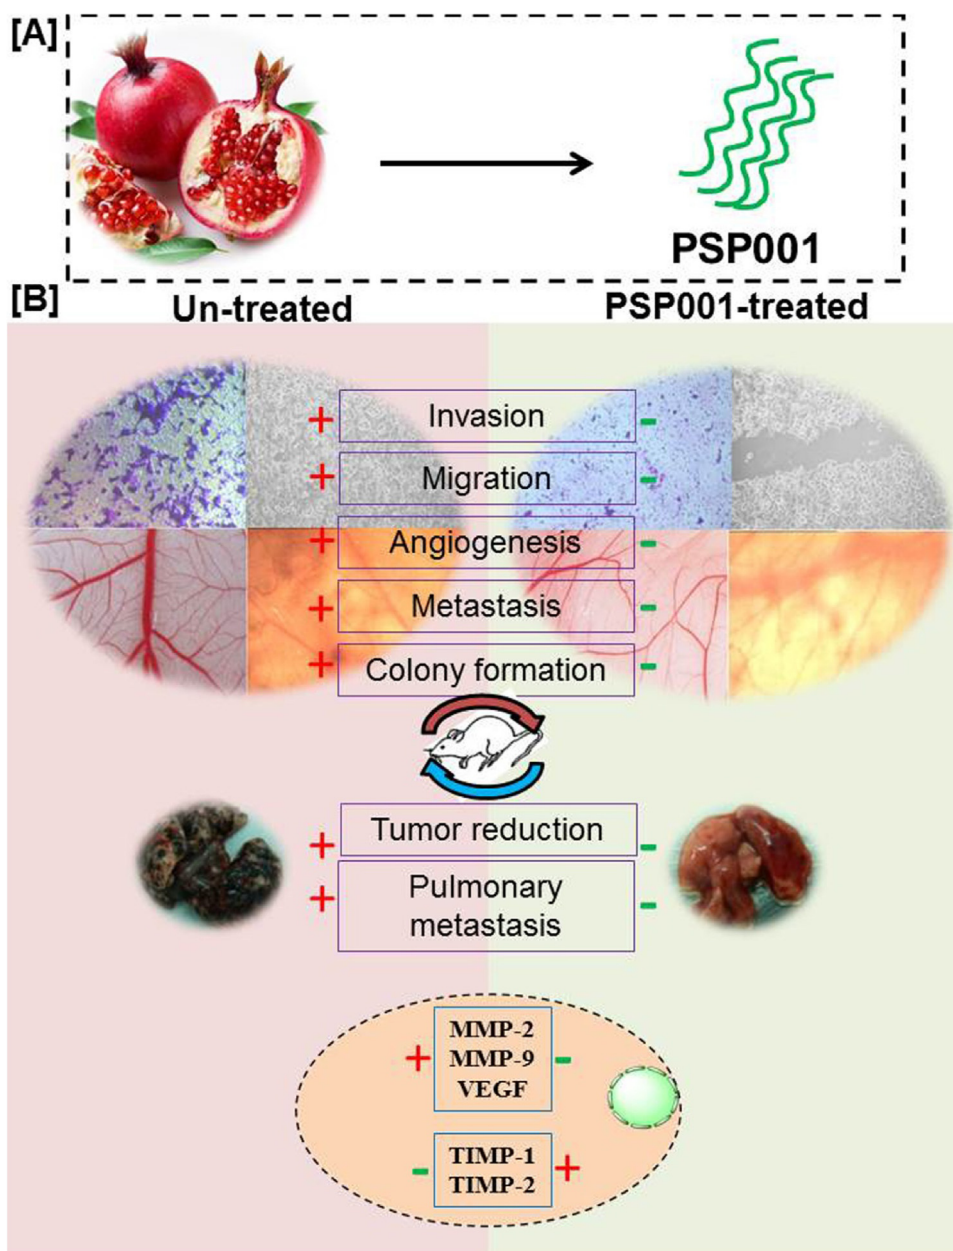 [A]
PSP001
[B]
Un-treated
PSP001-treated
+ Invasion -
+ Migration -
+ Angiogenesis -
+ Metastasis -
+ Colony formation -
+ Tumor reduction -
+ Pulmonary -
metastasis
MMP-2
+ MMP-9 -
VEGF
- TIMP-1 +
TIMP-2